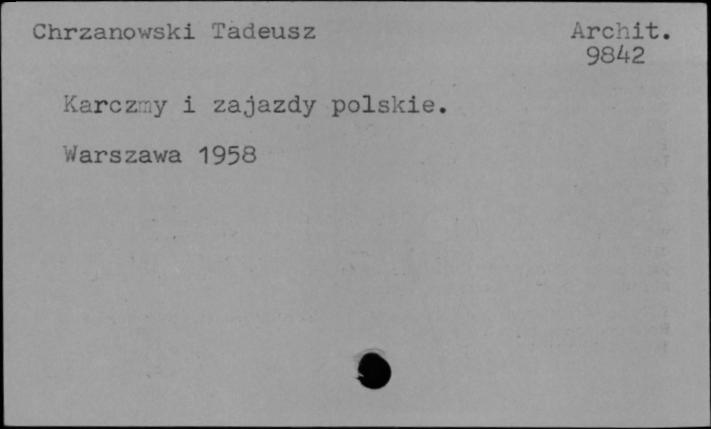 Chrzanowski Tadeusz
Archit.
9842
Karczmy i zajazdy polskie.
Warszawa 1958